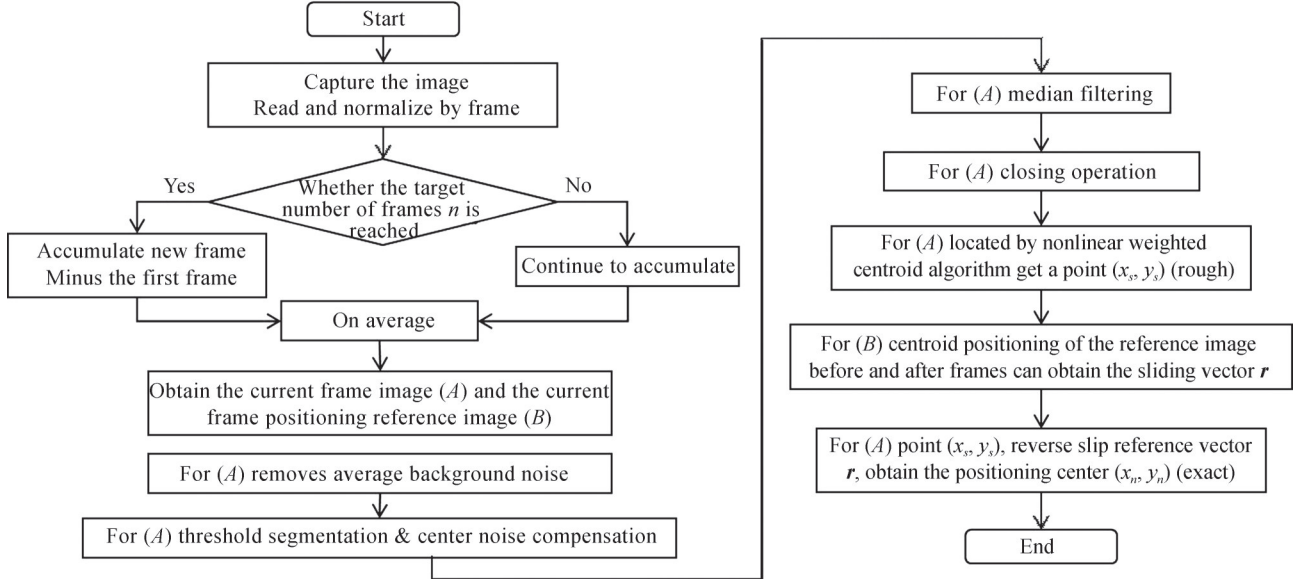 Start
Capture the image
Read and normalize by frame
Yes
Whether the target
number of frames n is
reached
No
Accumulate new frame
Minus the first frame
Continue to accumulate
On average
Obtain the current frame image (A) and the current
frame positioning reference image (B)
For (A) removes average background noise
For (A) threshold segmentation & center noise compensation
For (A) median filtering
For (A) closing operation
For (A) located by nonlinear weighted
centroid algorithm get a point (xs, ys) (rough)
For (B) centroid positioning of the reference image
before and after frames can obtain the sliding vector r
For (A) point (xs, ys), reverse slip reference vector
r, obtain the positioning center (xn, yn) (exact)
End